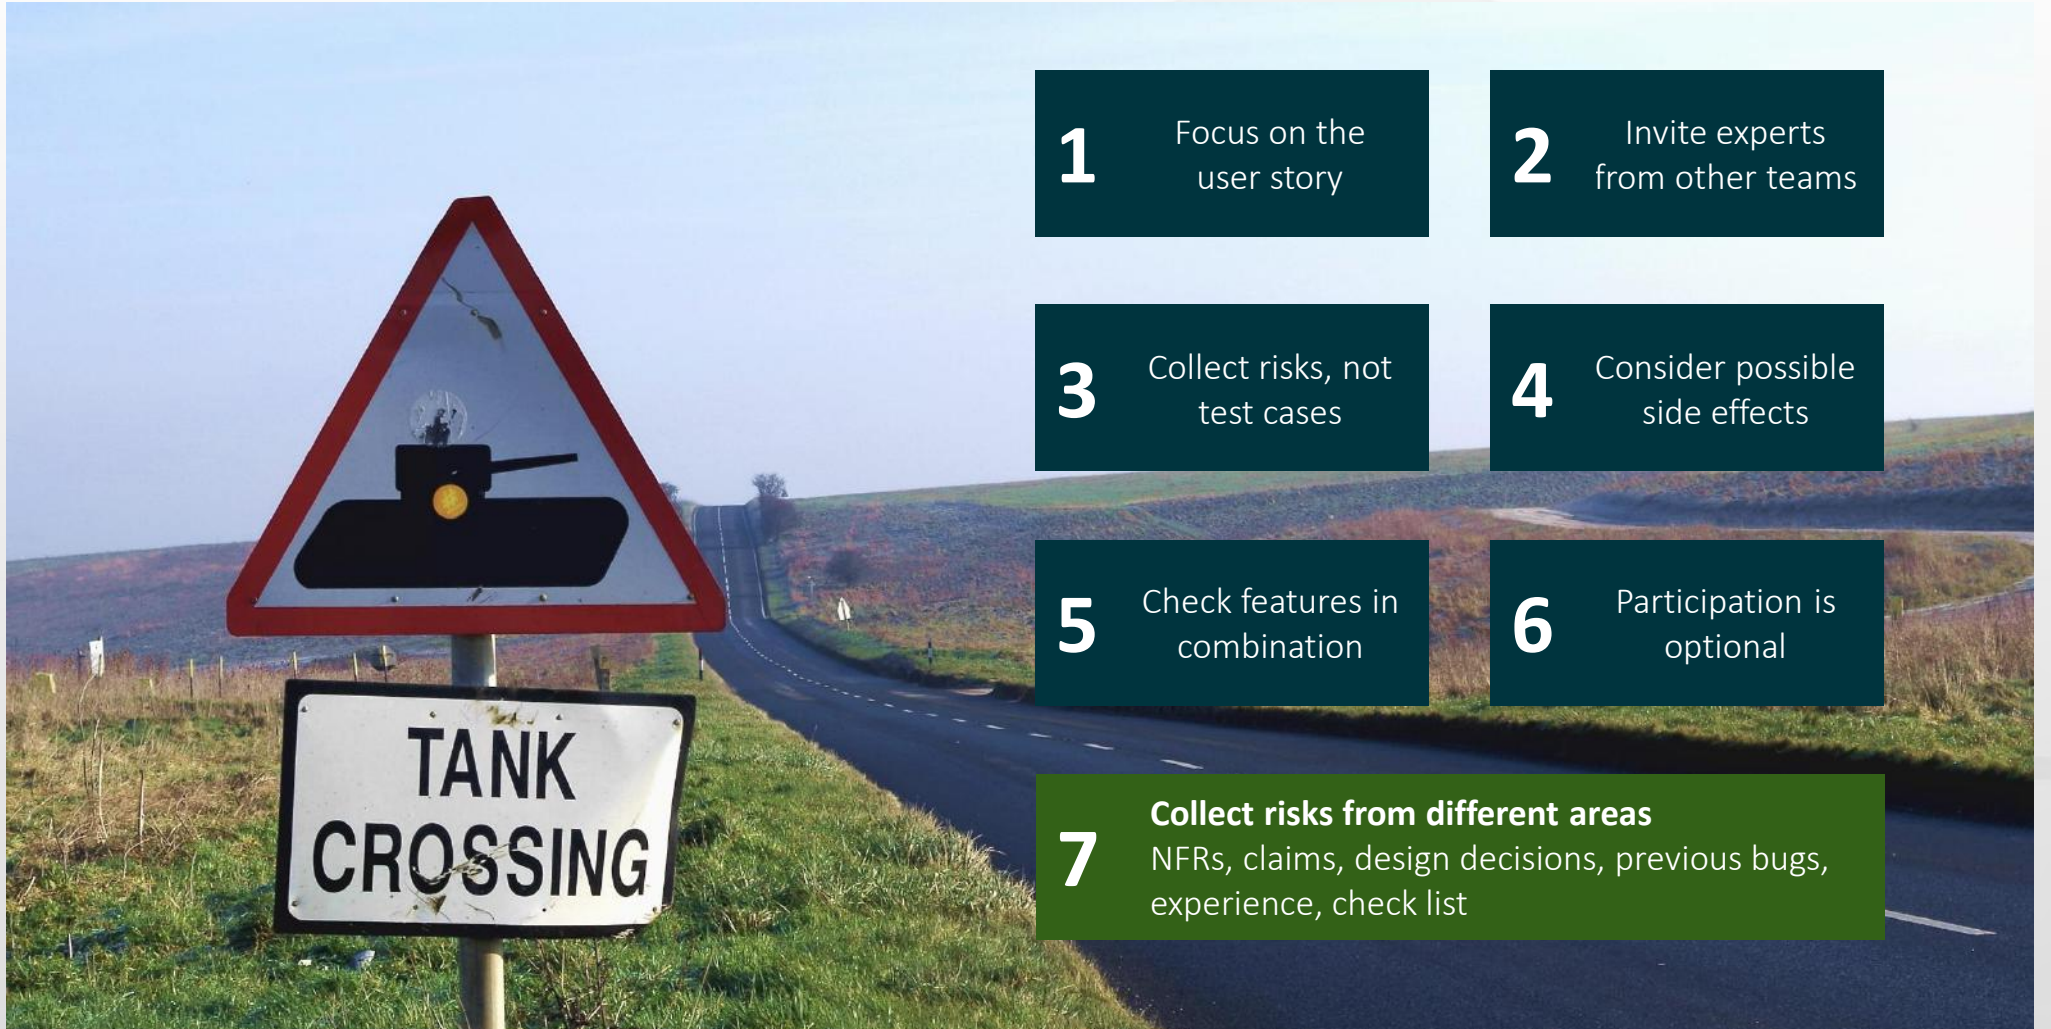 1
Focus on the
user story
2
Invite experts
from other teams
3
Collect risks, not
test cases
4
Consider possible
side effects
5
Check features in
combination
6
Participation is
optional
7
Collect risks from different areas
NFRs, claims, design decisions, previous bugs,
experience, check list
TANK
CROSSING